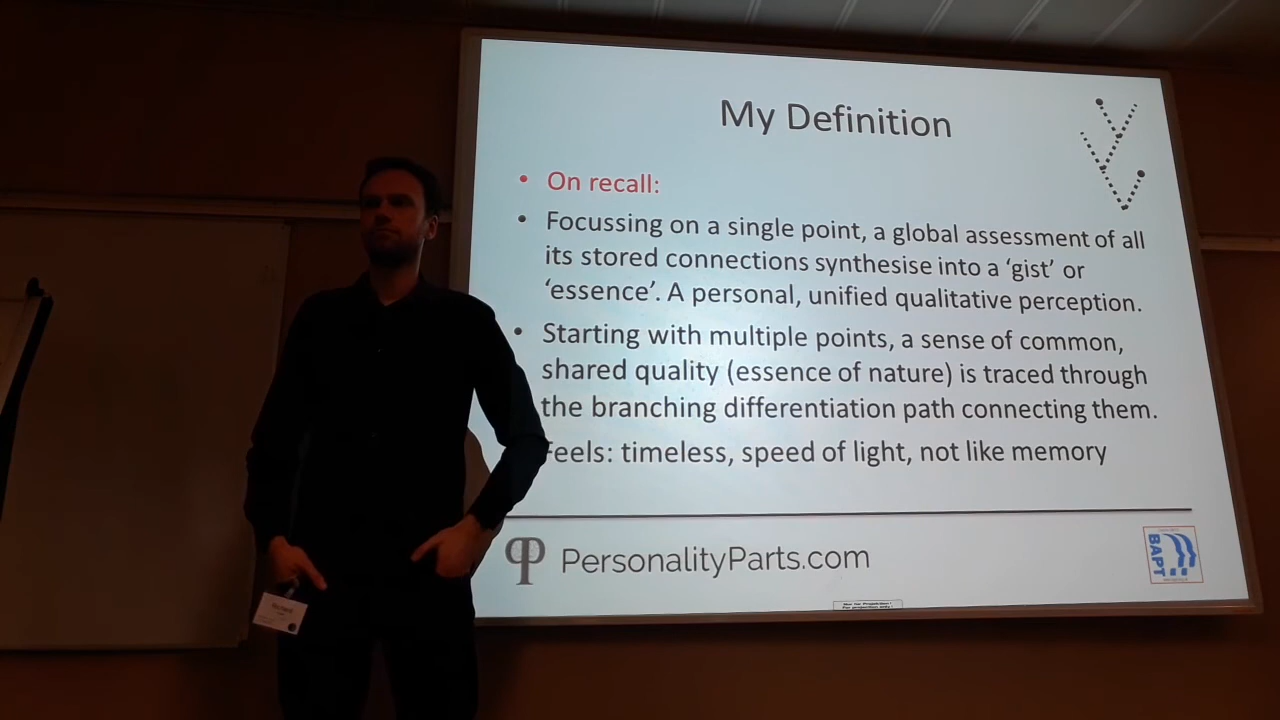 My Definition
• On recall:
• Focussing on a single point, a global assessment of all
its stored connections synthesise into a ‘gist’ or
‘essence’. A personal, unified qualitative perception.
• Starting with multiple points, a sense of common,
shared quality (essence of nature) is traced through
the branching differentiation path connecting them.
Feels: timeless, speed of light, not like memory
PersonalityParts.com
BAPT